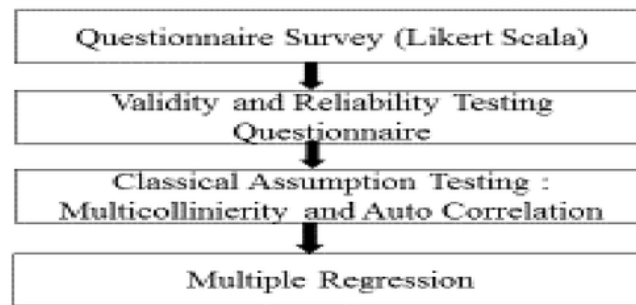 Questionnaire Survey (Likert Scala)
Validity and Reliability Testing
Questionnaire
Classical Assumption Testing :
Multicollinierity and Auto Correlation
Multiple Regression